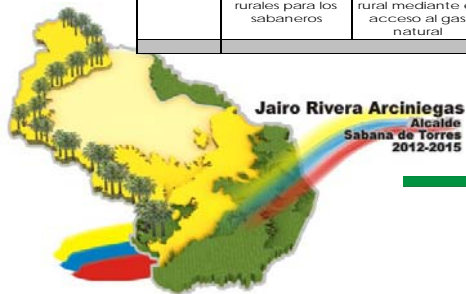 rurales para los
sabaneros
rural mediante e
acceso al gas
natural
Jairo Rivera Arciniegas
Alcalde
Sabana de Torres
2012-2015